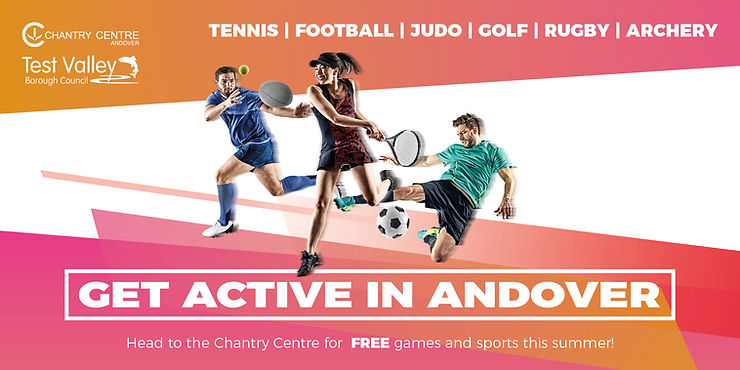 CHANTRY CENTRE
ANDOVER
Test Valley
Borough Council
TENNIS | FOOTBALL | JUDO | GOLF | RUGBY | ARCHERY
GET ACTIVE IN ANDOVER
Head to the Chantry Centre for FREE games and sports this summer!